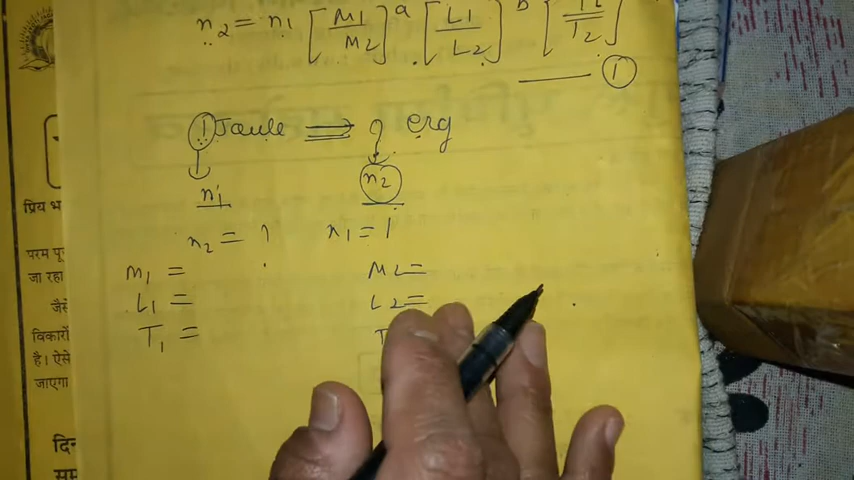 n₂ = n₁ [M₁/M₂]ᵃ [L₁/L₂]ᵇ [T₂/T₂]
①
1 Joule ⟹ ? erg
n₁ n₂
n₂ = ? n₁ = 1
M₁ = M₂ =
L₁ = L₂ =
T₁ = T
प्रिय भ
परम पू
जा रहा
जैसे
विकारों
है। ऐसे
जाएगा
दिन